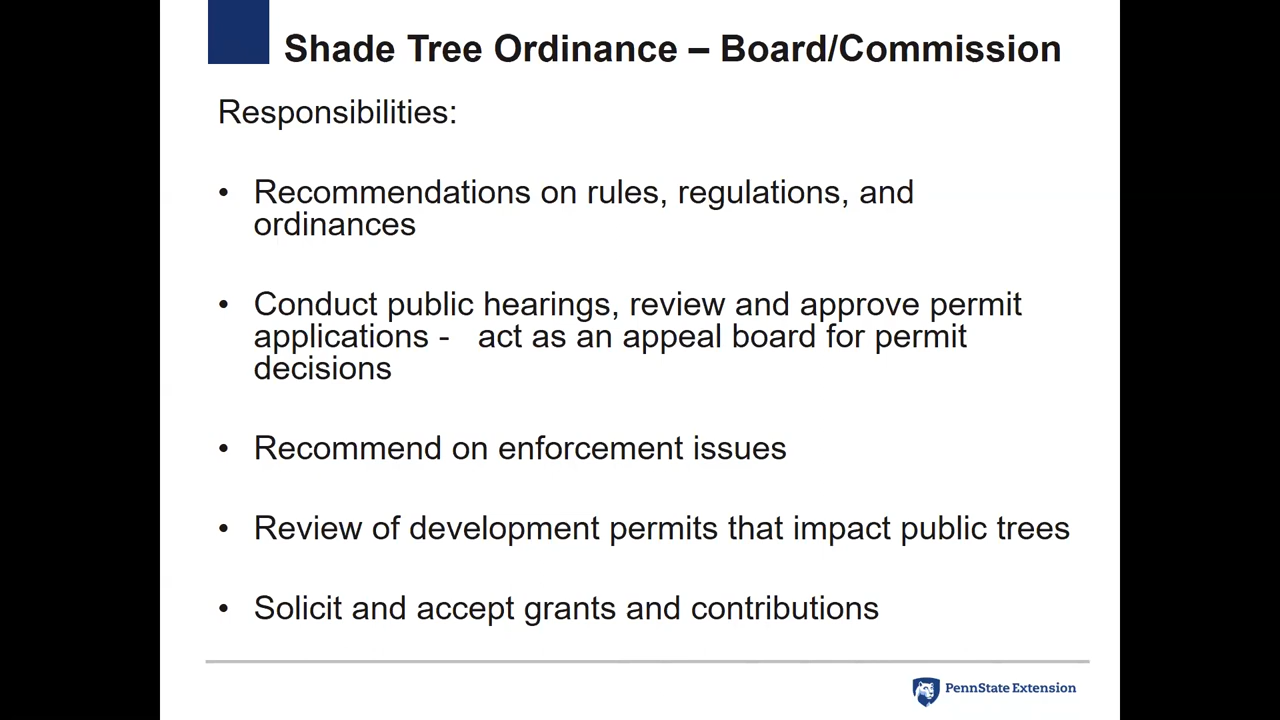 Shade Tree Ordinance – Board/Commission
Responsibilities:
• Recommendations on rules, regulations, and
ordinances
• Conduct public hearings, review and approve permit
applications - act as an appeal board for permit
decisions
• Recommend on enforcement issues
• Review of development permits that impact public trees
• Solicit and accept grants and contributions
PennState Extension